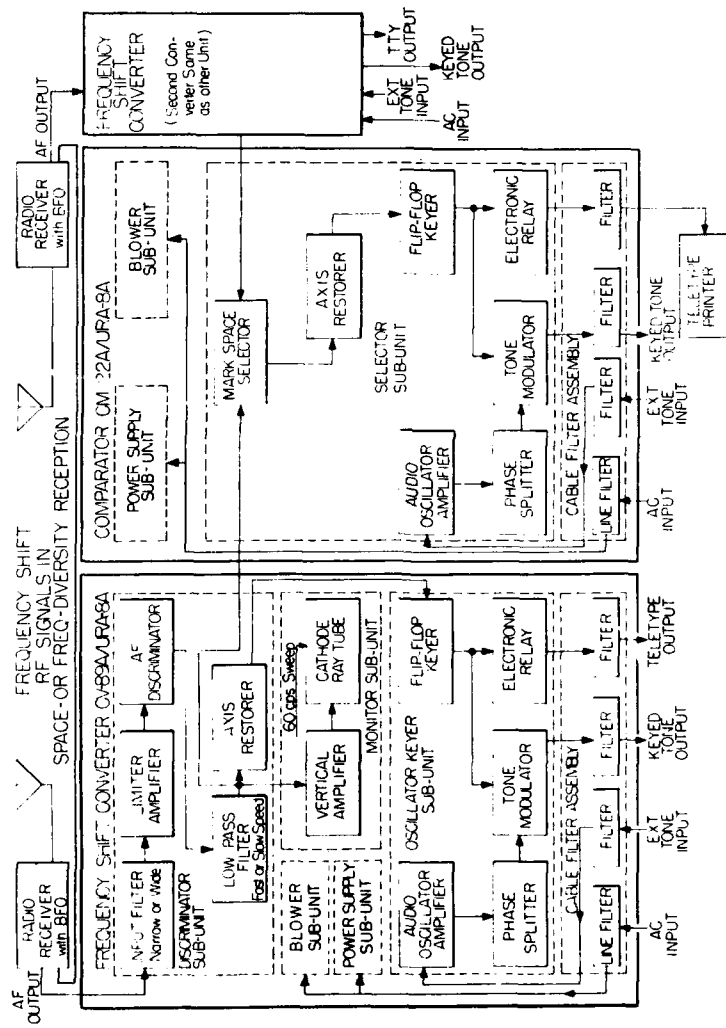 FREQUENCY SHIFT
RF SIGNALS IN
SPACE-OR FREQ-DIVERSITY RECEPTION
AF
OUTPUT
RADIO
RECEIVER
with BFO
RADIO
RECEIVER
with BFO
AF OUTPUT
FREQUENCY SHIFT CONVERTER CV-89A/URA-8A
INPUT FILTER
Narrow or Wide
LIMITER
AMPLIFIER
AF
DISCRIMINATOR
DISCRIMINATOR
SUB-UNIT
LOW PASS
FILTER
Fast or Slow Speed
AXIS
RESTORER
BLOWER
SUB-UNIT
POWER SUPPLY
SUB-UNIT
VERTICAL
AMPLIFIER
60 cps Sweep
CATHODE
RAY TUBE
MONITOR SUB-UNIT
AUDIO
OSCILLATOR
AMPLIFIER
OSCILLATOR KEYER
SUB-UNIT
FLIP-FLOP
KEYER
PHASE
SPLITTER
TONE
MODULATOR
ELECTRONIC
RELAY
CABLE FILTER ASSEMBLY
LINE FILTER
FILTER
FILTER
FILTER
AC
INPUT
EXT
TONE
INPUT
KEYED
TONE
OUTPUT
TELETYPE
OUTPUT
COMPARATOR CM 22A/URA-8A
POWER SUPPLY
SUB-UNIT
BLOWER
SUB-UNIT
MARK SPACE
SELECTOR
AXIS
RESTORER
SELECTOR
SUB-UNIT
AUDIO
OSCILLATOR
AMPLIFIER
FLIP-FLOP
KEYER
PHASE
SPLITTER
TONE
MODULATOR
ELECTRONIC
RELAY
CABLE FILTER ASSEMBLY
LINE FILTER
FILTER
FILTER
FILTER
AC
INPUT
EXT
TONE
INPUT
KEYED TONE
OUTPUT
TELETYPE
PRINTER
FREQUENCY
SHIFT
CONVERTER
(Second Con-
verter Same
as other Unit)
AC
INPUT
EXT
TONE
INPUT
KEYED
TONE
OUTPUT
TTY
OUTPUT